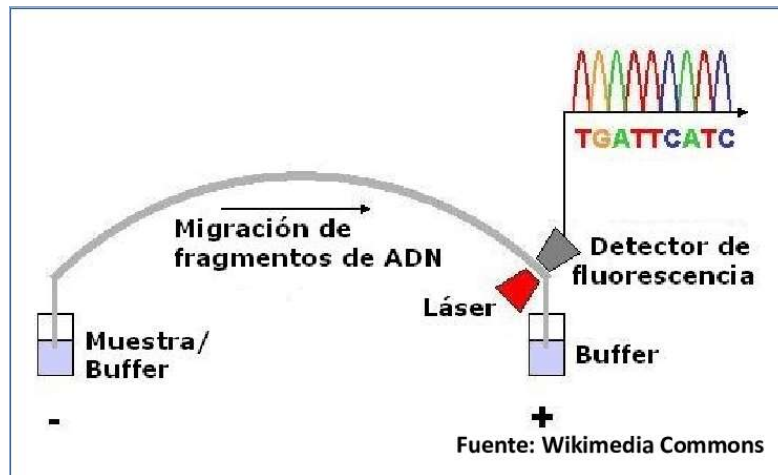 TGATTCATC
Migración de
fragmentos de ADN
Detector de
fluorescencia
Láser
Muestra/
Buffer
Buffer
-
+
Fuente: Wikimedia Commons